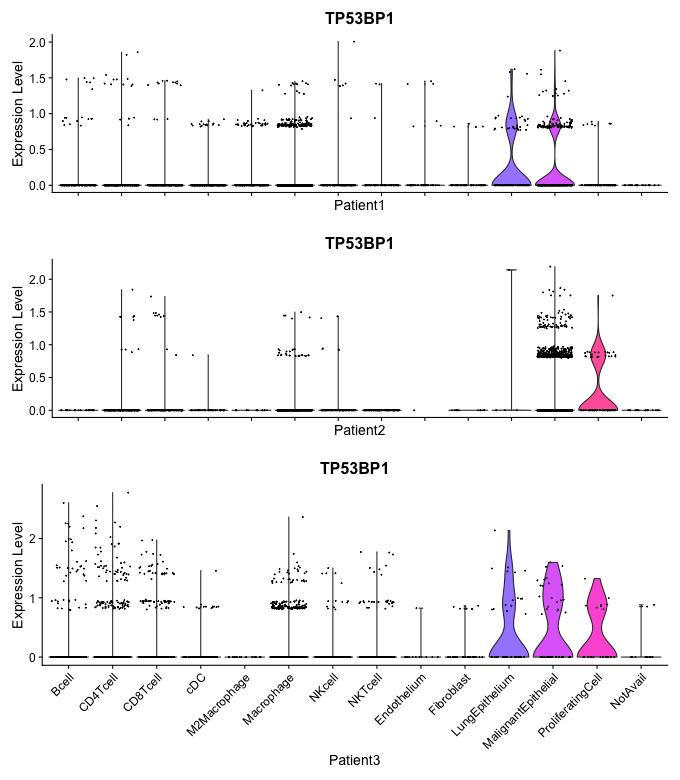 TP53BP1
Expression Level
2.0
1.5
1.0
0.5
0.0
Patient1
TP53BP1
Expression Level
2.0
1.5
1.0
0.5
0.0
Patient2
TP53BP1
Expression Level
2
1
0
Bcell
CD4Tcell
CD8Tcell
cDC
M2Macrophage
Macrophage
NKcell
NKTcell
Endothelium
Fibroblast
LungEpithelium
MalignantEpithelial
ProliferatingCell
NotAvail
Patient3